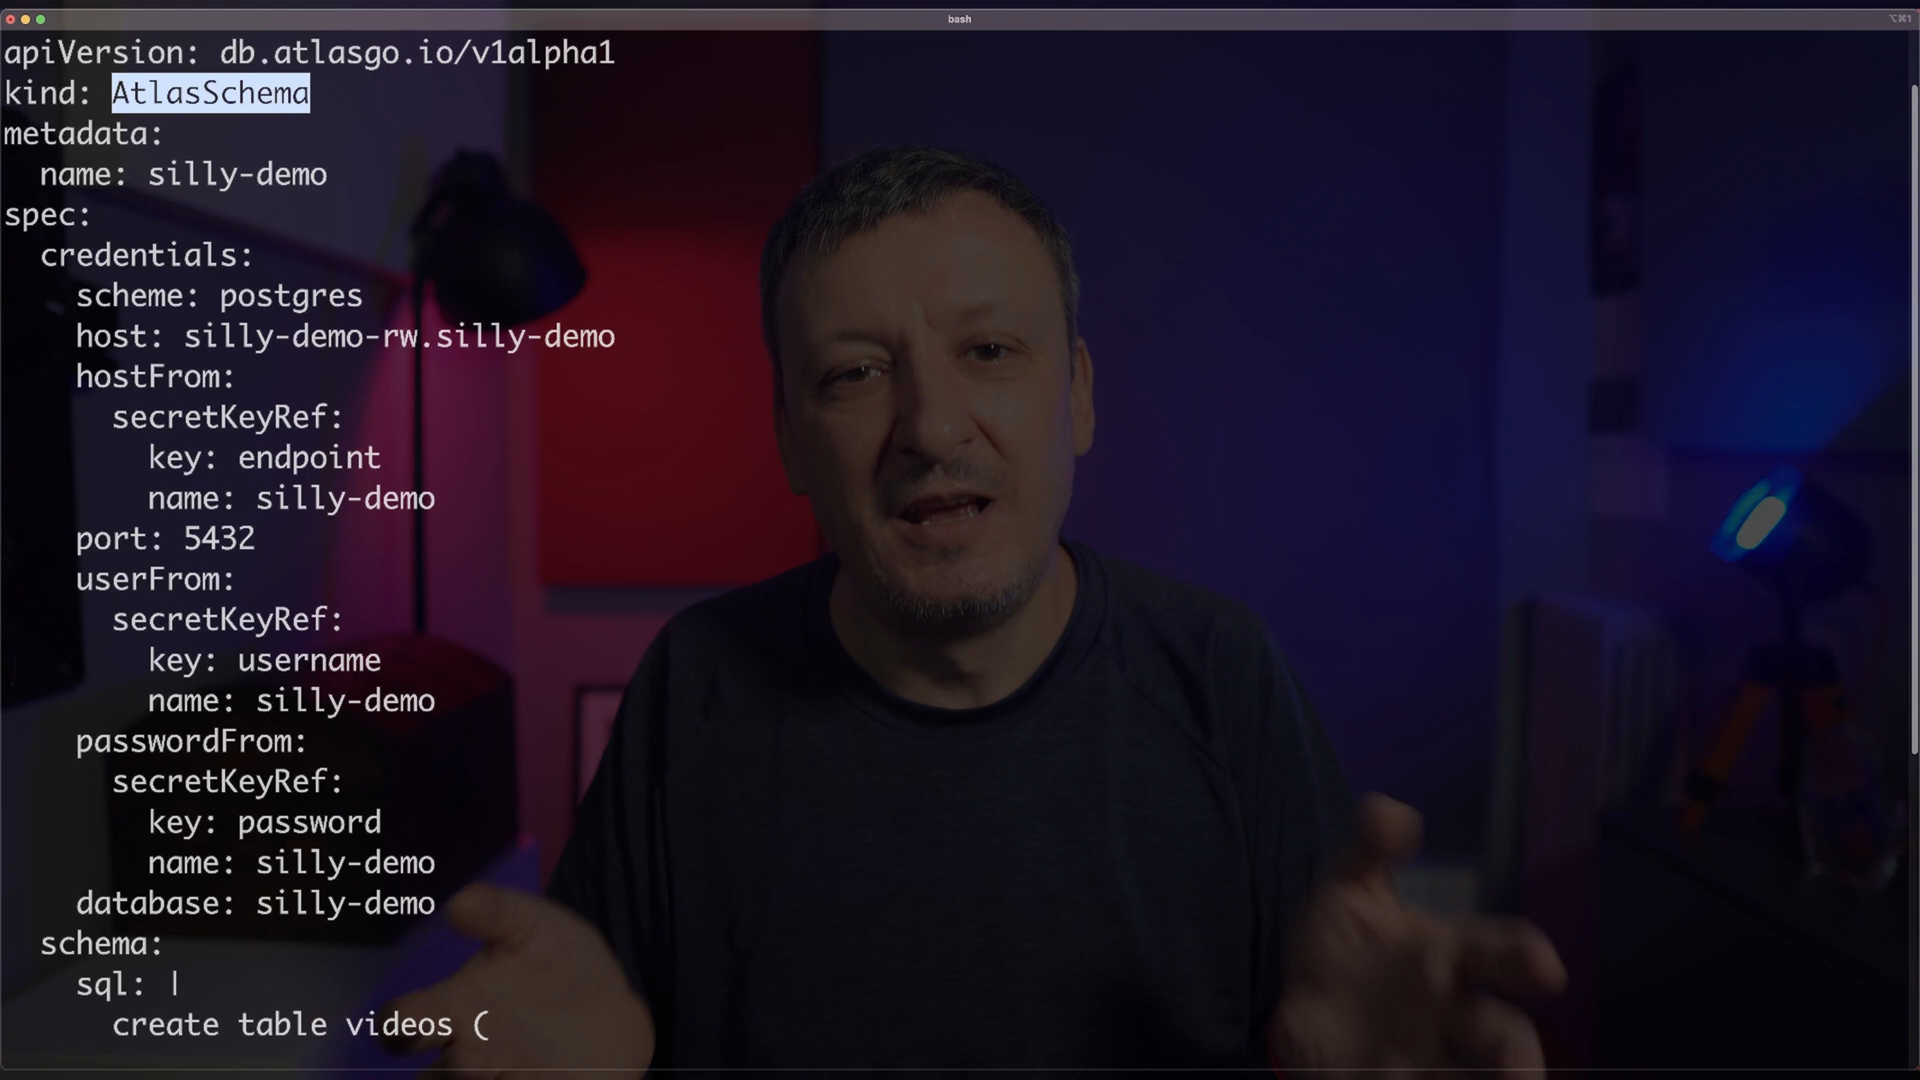 bash
⌥⌘1
apiVersion: db.atlasgo.io/v1alpha1
kind: AtlasSchema
metadata:
  name: silly-demo
spec:
  credentials:
    scheme: postgres
    host: silly-demo-rw.silly-demo
    hostFrom:
      secretKeyRef:
        key: endpoint
        name: silly-demo
    port: 5432
    userFrom:
      secretKeyRef:
        key: username
        name: silly-demo
    passwordFrom:
      secretKeyRef:
        key: password
        name: silly-demo
    database: silly-demo
  schema:
    sql: |
      create table videos (